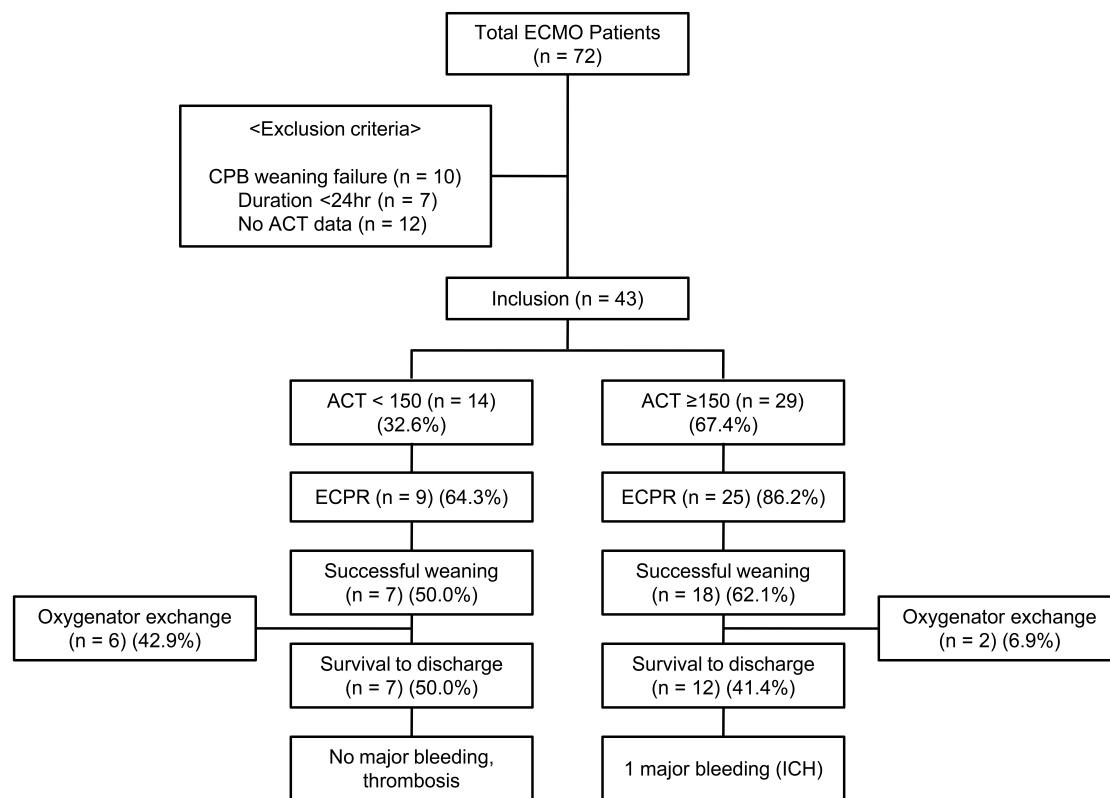 Total ECMO Patients
(n = 72)
<Exclusion criteria>
CPB weaning failure (n = 10)
Duration <24hr (n = 7)
No ACT data (n = 12)
Inclusion (n = 43)
ACT < 150 (n = 14)
(32.6%)
ACT ≥150 (n = 29)
(67.4%)
ECPR (n = 9) (64.3%)
ECPR (n = 25) (86.2%)
Successful weaning
(n = 7) (50.0%)
Successful weaning
(n = 18) (62.1%)
Oxygenator exchange
(n = 6) (42.9%)
Oxygenator exchange
(n = 2) (6.9%)
Survival to discharge
(n = 7) (50.0%)
Survival to discharge
(n = 12) (41.4%)
No major bleeding,
thrombosis
1 major bleeding (ICH)